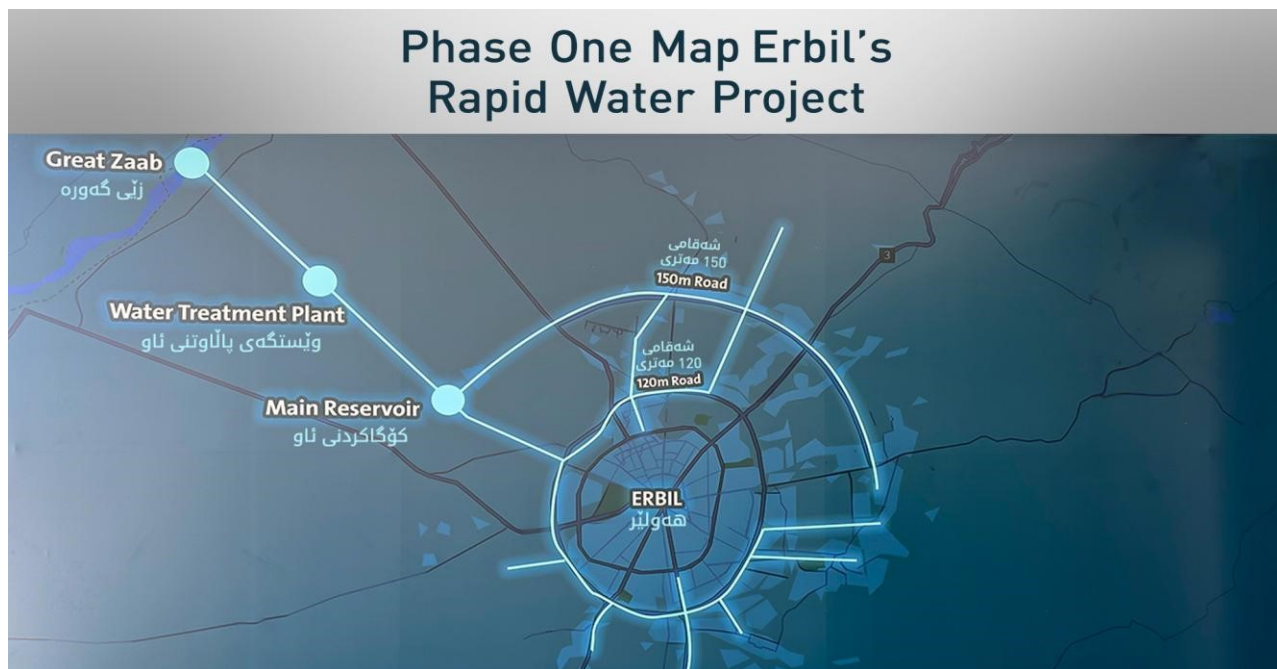 Phase One Map Erbil's
Rapid Water Project
Great Zaab
زێی گەورە
Water Treatment Plant
وێستگەی پاڵاوتنی ئاو
Main Reservoir
کۆگاکردنی ئاو
شەقامی
150 مەتری
150m Road
شەقامی
120 مەتری
120m Road
3
ERBIL
هەولێر